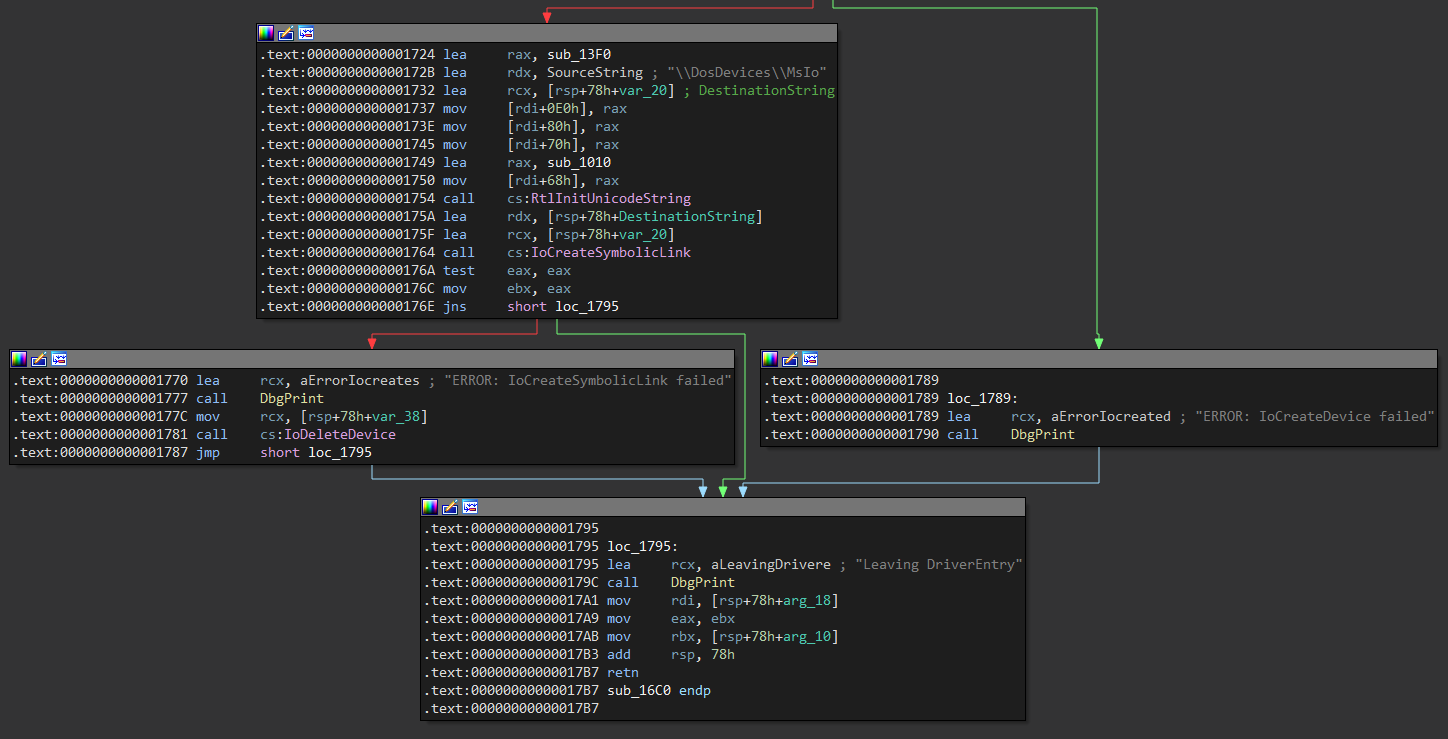 .text:0000000000001724 lea     rax, sub_13F0
.text:000000000000172B lea     rdx, SourceString ; "\\DosDevices\\MsIo"
.text:0000000000001732 lea     rcx, [rsp+78h+var_20] ; DestinationString
.text:0000000000001737 mov     [rdi+0E0h], rax
.text:000000000000173E mov     [rdi+80h], rax
.text:0000000000001745 mov     [rdi+70h], rax
.text:0000000000001749 lea     rax, sub_1010
.text:0000000000001750 mov     [rdi+68h], rax
.text:0000000000001754 call    cs:RtlInitUnicodeString
.text:000000000000175A lea     rdx, [rsp+78h+DestinationString]
.text:000000000000175F lea     rcx, [rsp+78h+var_20]
.text:0000000000001764 call    cs:IoCreateSymbolicLink
.text:000000000000176A test    eax, eax
.text:000000000000176C mov     ebx, eax
.text:000000000000176E jns     short loc_1795
.text:0000000000001770 lea     rcx, aErrorIocreates ; "ERROR: IoCreateSymbolicLink failed"
.text:0000000000001777 call    DbgPrint
.text:000000000000177C mov     rcx, [rsp+78h+var_38]
.text:0000000000001781 call    cs:IoDeleteDevice
.text:0000000000001787 jmp     short loc_1795
.text:0000000000001789
.text:0000000000001789 loc_1789:
.text:0000000000001789 lea     rcx, aErrorIocreated ; "ERROR: IoCreateDevice failed"
.text:0000000000001790 call    DbgPrint
.text:0000000000001795
.text:0000000000001795 loc_1795:
.text:0000000000001795 lea     rcx, aLeavingDrivere ; "Leaving DriverEntry"
.text:000000000000179C call    DbgPrint
.text:00000000000017A1 mov     rdi, [rsp+78h+arg_18]
.text:00000000000017A9 mov     eax, ebx
.text:00000000000017AB mov     rbx, [rsp+78h+arg_10]
.text:00000000000017B3 add     rsp, 78h
.text:00000000000017B7 retn
.text:00000000000017B7 sub_16C0 endp
.text:00000000000017B7